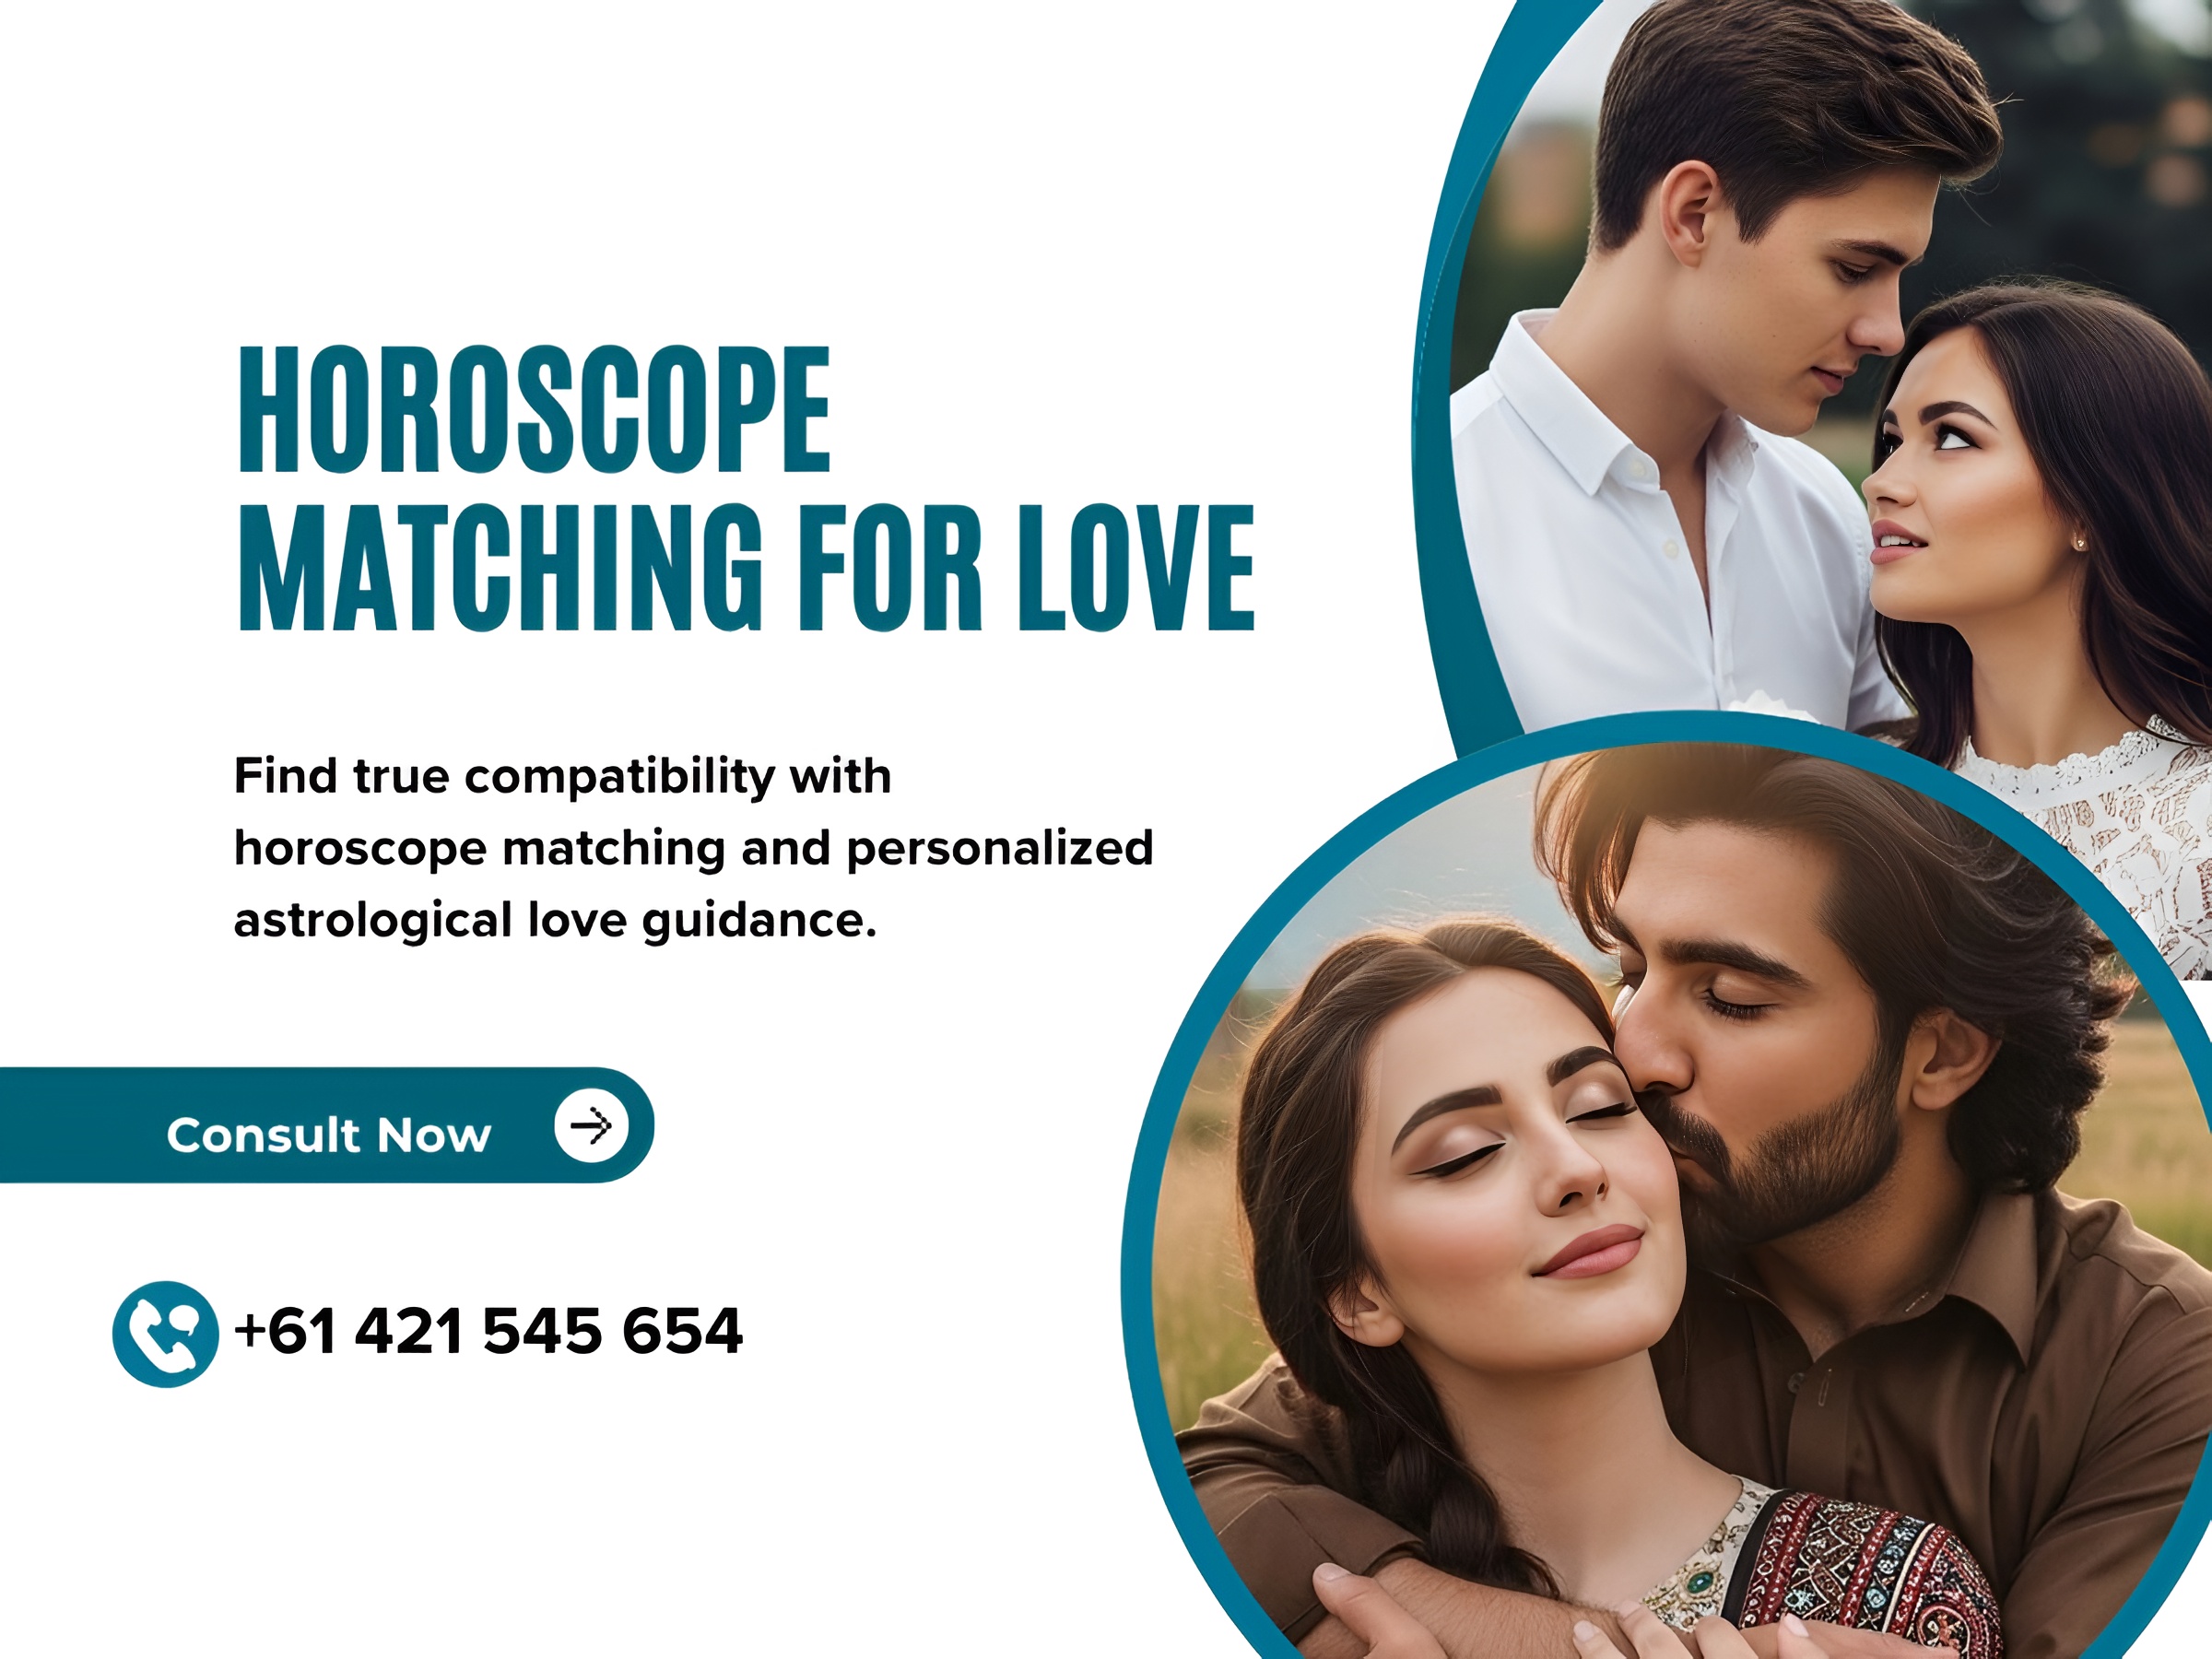 HOROSCOPE
MATCHING FOR LOVE
Find true compatibility with
horoscope matching and personalized
astrological love guidance.
Consult Now
+61 421 545 654